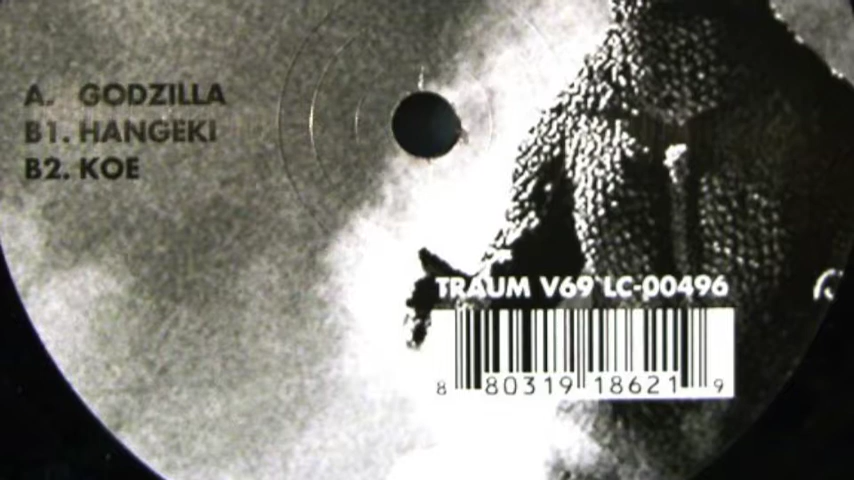 A. GODZILLA
B1. HANGEKI
B2. KOE
TRAUM V69 LC-00496
8 80319 18621 9